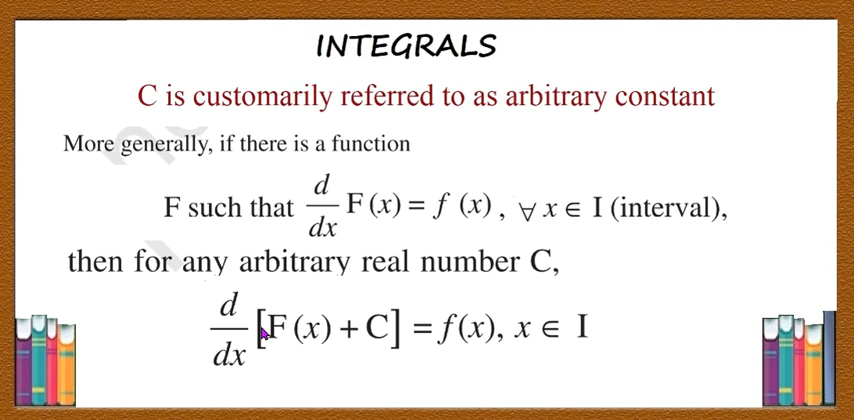 INTEGRALS
C is customarily referred to as arbitrary constant
More generally, if there is a function
F such that d/dx F (x) = f (x) , ∀ x ∈ I (interval),
then for any arbitrary real number C,
d/dx [F (x) + C] = f(x), x ∈ I